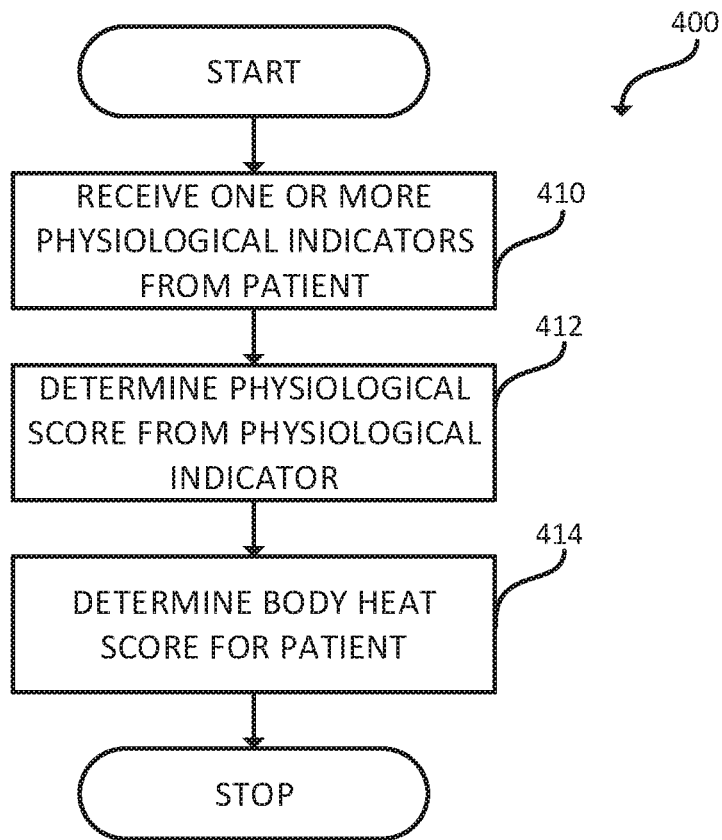 400
START
RECEIVE ONE OR MORE
PHYSIOLOGICAL INDICATORS
FROM PATIENT
410
DETERMINE PHYSIOLOGICAL
SCORE FROM PHYSIOLOGICAL
INDICATOR
412
DETERMINE BODY HEAT
SCORE FOR PATIENT
414
STOP